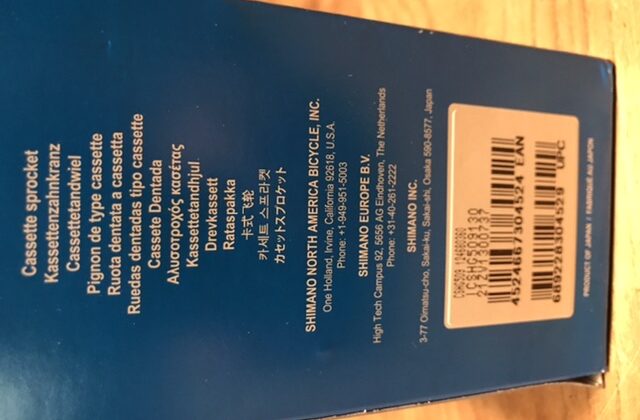 Cassette sprocket
Kassettenzahnkranz
Cassettetandwiel
Pignon de type cassette
Ruota dentata a cassetta
Ruedas dentadas tipo cassette
Cassete Dentada
Αλυσοτροχός κασέτας
Kassettetandhjul
Drevkassett
Rataspakka
卡式飞轮
카세트 스프라켓
カセットスプロケット
SHIMANO NORTH AMERICA BICYCLE, INC.
One Holland, Irvine, California 92618, U.S.A.
Phone: +1-949-951-5003
SHIMANO EUROPE B.V.
High Tech Campus 92, 5656 AG Eindhoven, The Netherlands
Phone: +31-40-261-2222
SHIMANO INC.
3-77 Oimatsu-cho, Sakai-ku, Sakai-shi, Osaka 590-8577, Japan
ICSHG5098130
212V1300737
4524667304524 EAN
689228304529 UPC
PRODUCT OF JAPAN / FABRIQUÉ AU JAPON